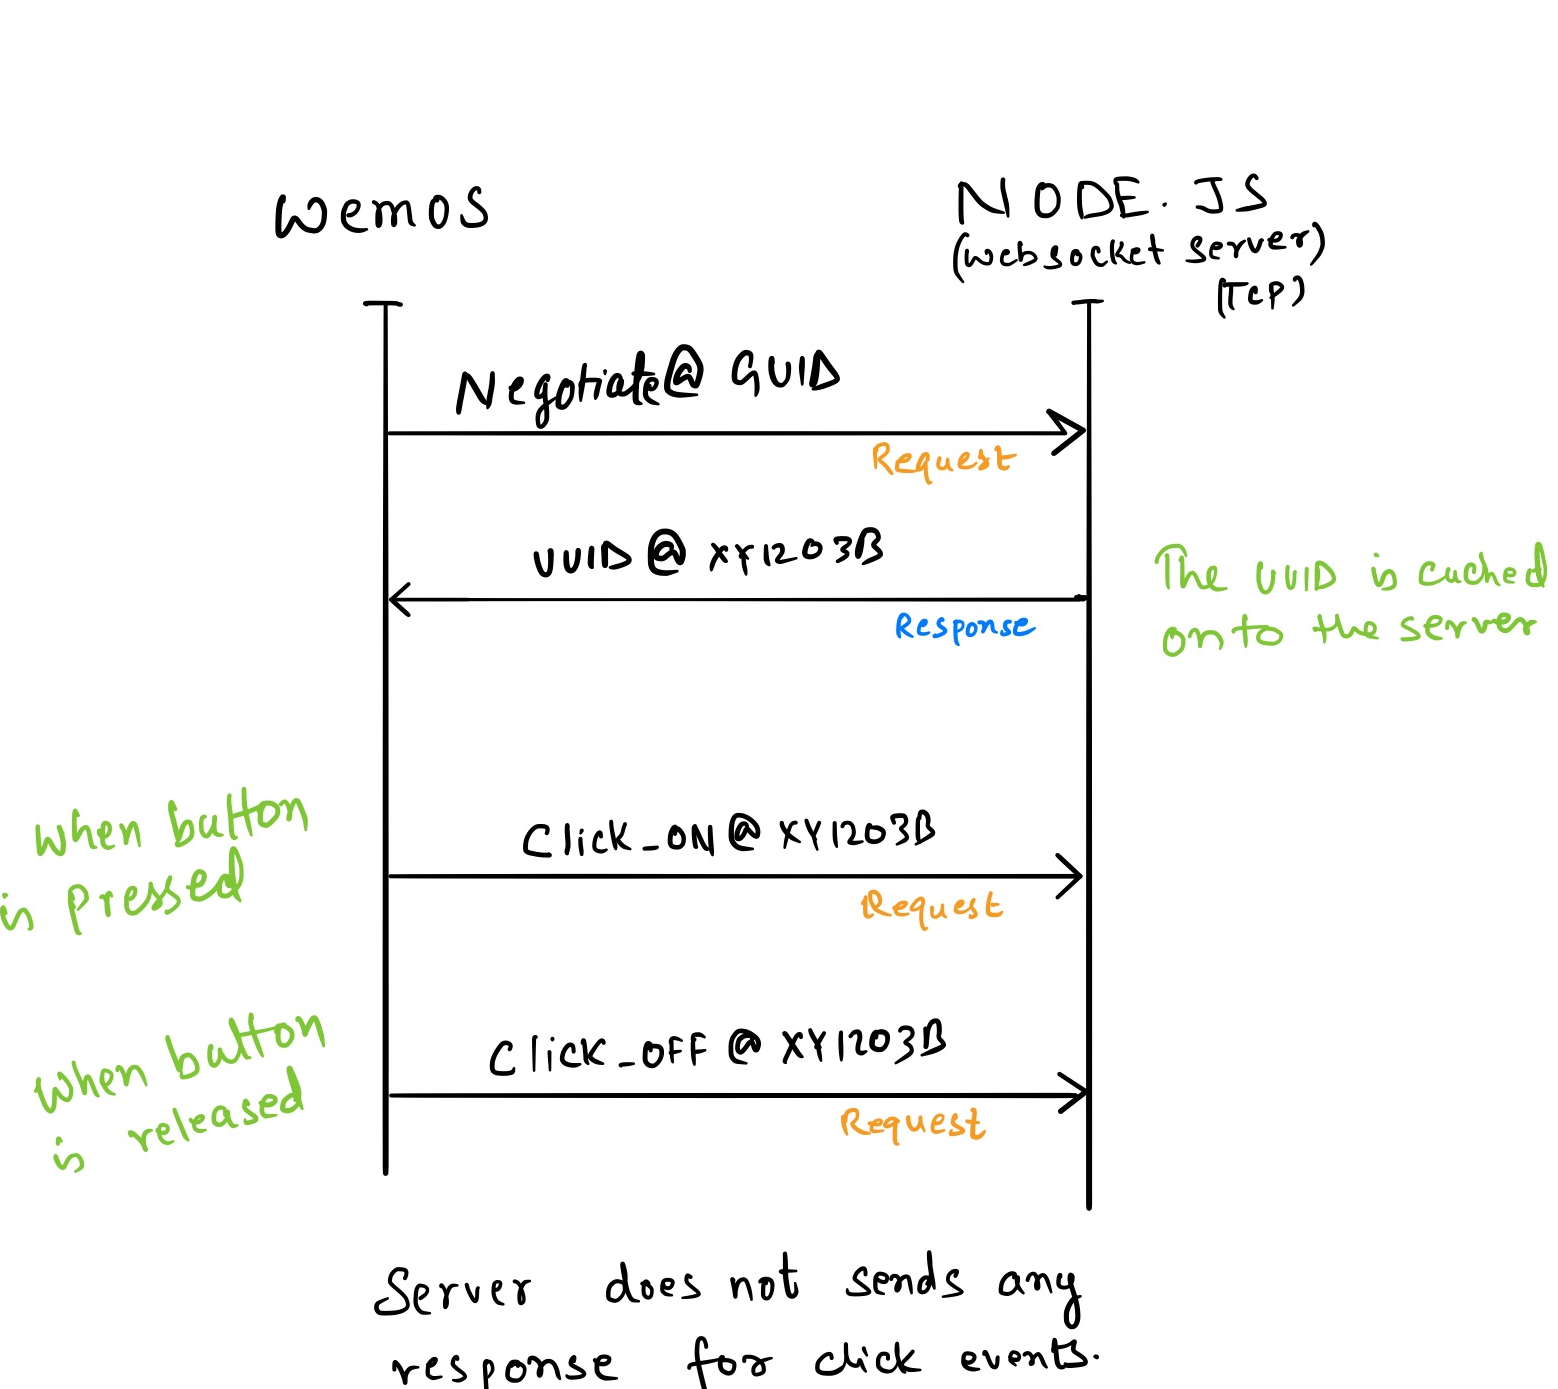 Wemos
NODE.JS
(Websocket server)
(TCP)
Negotiate@ GUID
Request
UUID @ XY1203B
Response
The UUID is cached
onto the server
When button
is Pressed
Click_ON @ XY1203B
Request
When button
is released
Click_OFF @ XY1203B
Request
Server does not sends any
response for click events.